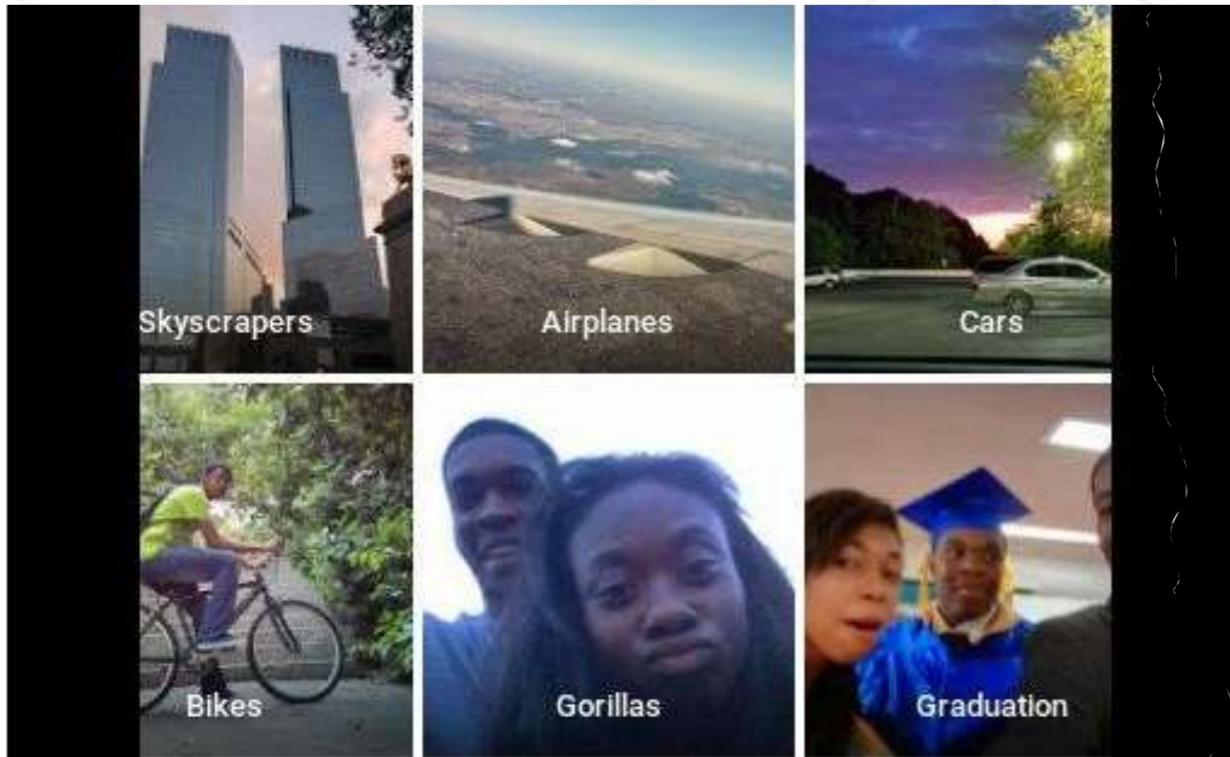 Skyscrapers
Airplanes
Cars
Bikes
Gorillas
Graduation